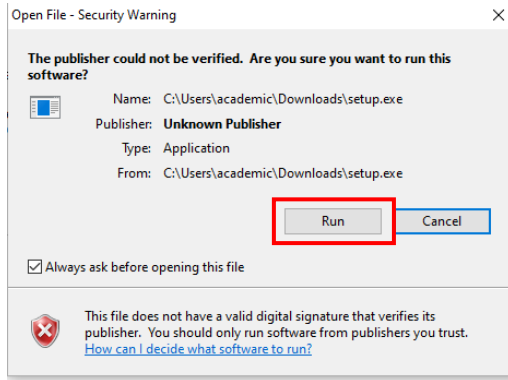 Open File - Security Warning
The publisher could not be verified.  Are you sure you want to run this
software?
Name: C:\Users\academic\Downloads\setup.exe
Publisher: Unknown Publisher
Type: Application
From: C:\Users\academic\Downloads\setup.exe
Run Cancel
Always ask before opening this file
This file does not have a valid digital signature that verifies its
publisher.  You should only run software from publishers you trust.
How can I decide what software to run?